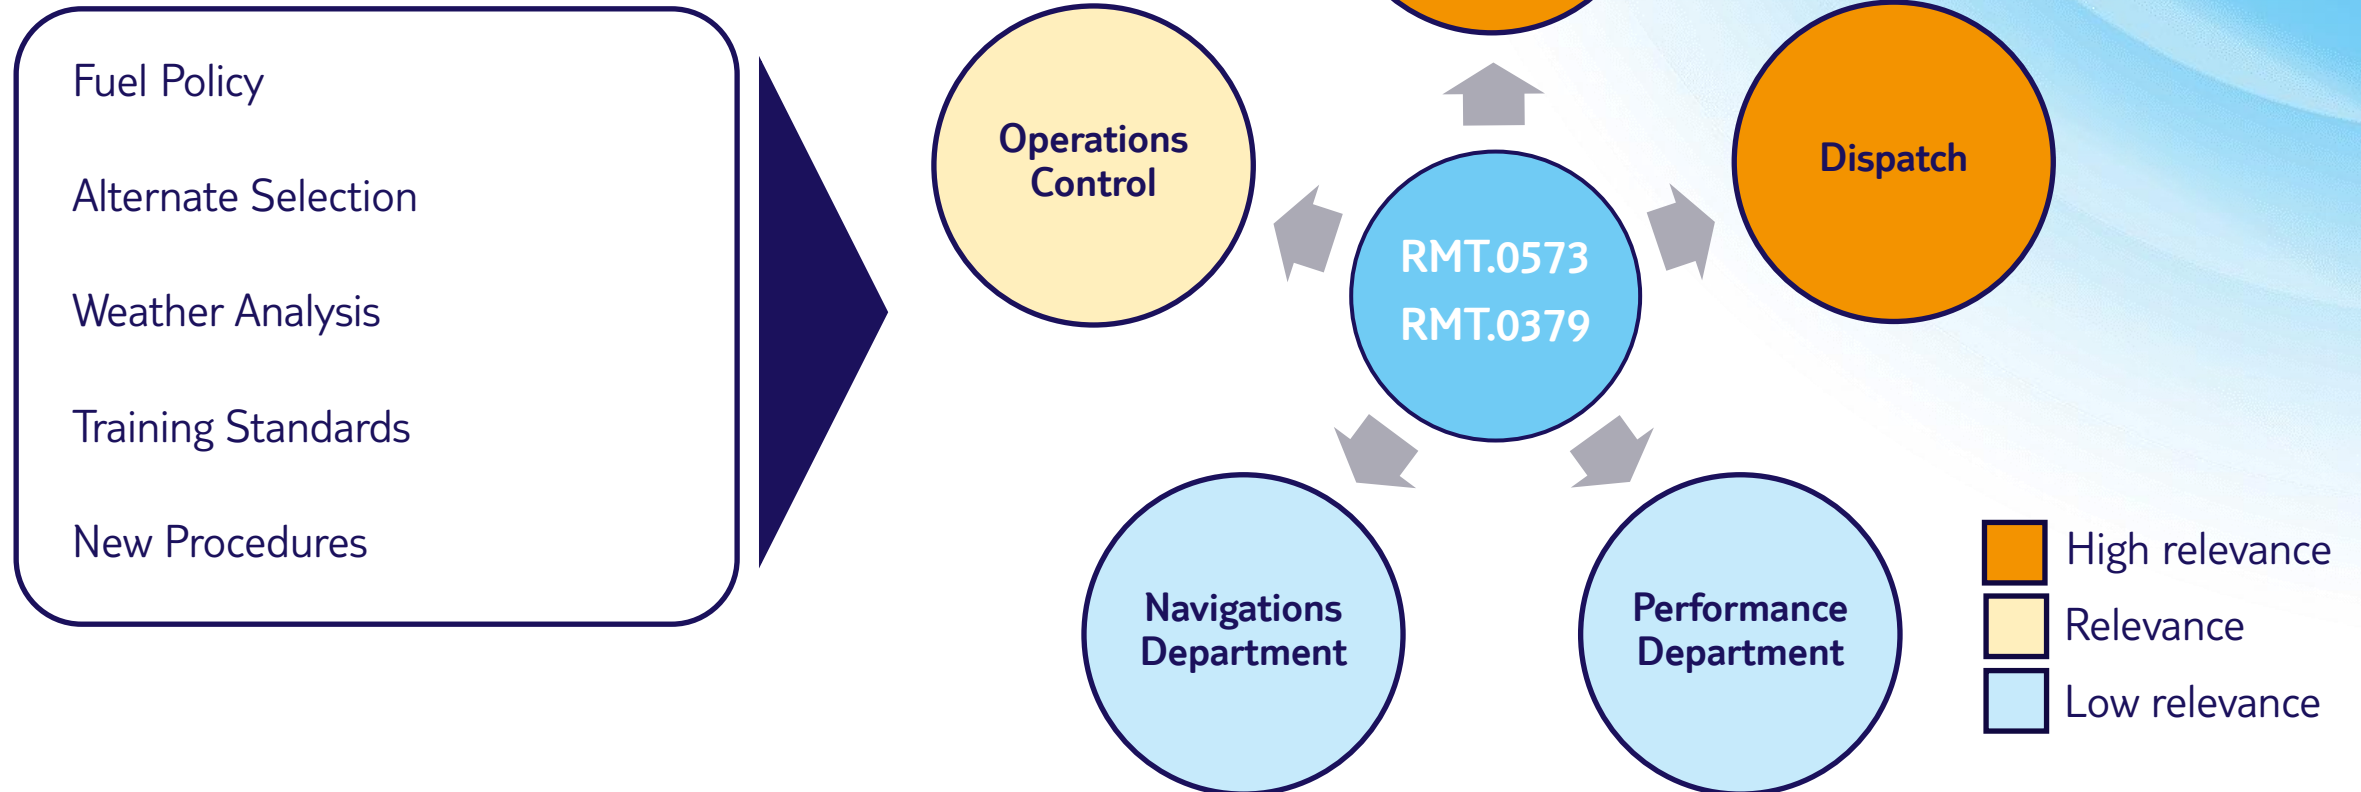 Fuel Policy
Alternate Selection
Weather Analysis
Training Standards
New Procedures
Operations
Control
Dispatch
RMT.0573
RMT.0379
Navigations
Department
Performance
Department
High relevance
Relevance
Low relevance